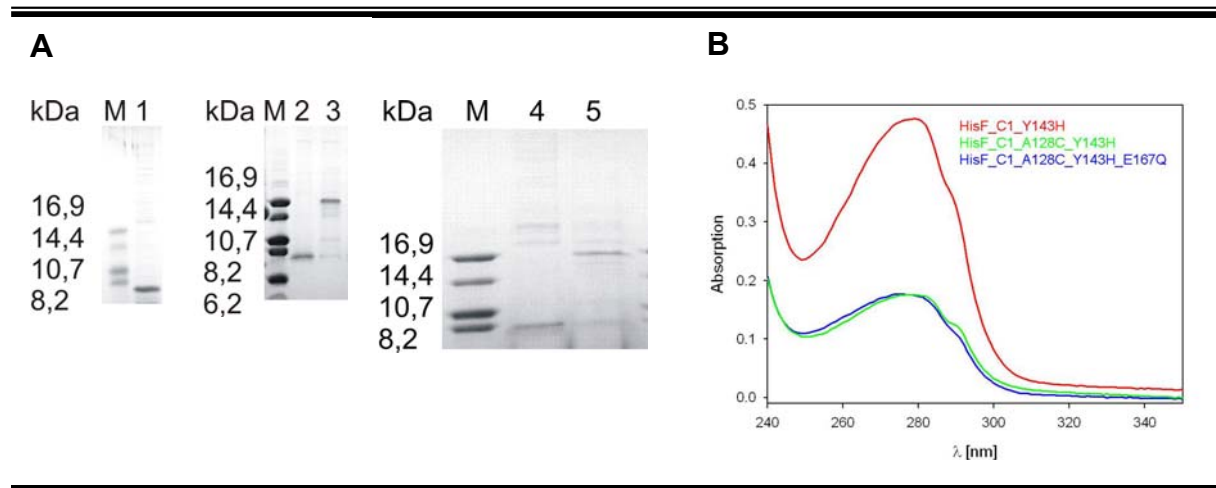 A
B
kDa M 1
16,9
14,4
10,7
8,2
kDa M 2 3
16,9
14,4
10,7
8,2
6,2
kDa M 4 5
16,9
14,4
10,7
8,2
HisF_C1_Y143H
HisF_C1_A128C_Y143H
HisF_C1_A128C_Y143H_E167Q
Absorption
0.5
0.4
0.3
0.2
0.1
0.0
240 260 280 300 320 340
λ [nm]